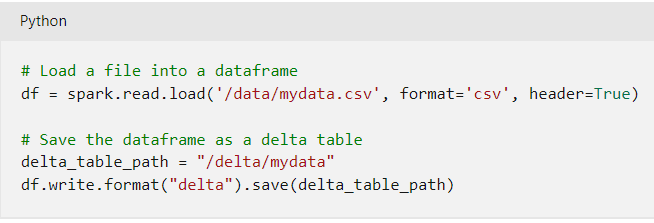 Python
# Load a file into a dataframe
df = spark.read.load('/data/mydata.csv', format='csv', header=True)
# Save the dataframe as a delta table
delta_table_path = "/delta/mydata"
df.write.format("delta").save(delta_table_path)